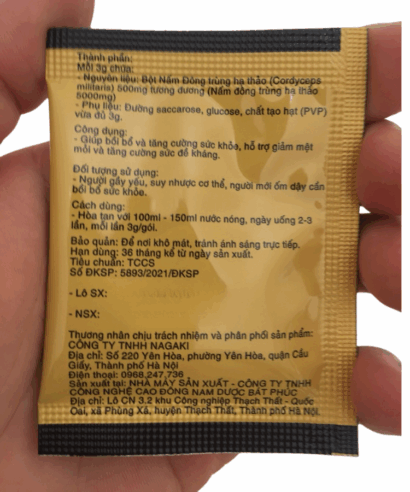 Thành phần:
Mỗi 3g chứa:
- Nguyên liệu: Bột Nấm Đông trùng hạ thảo (Cordyceps
militaris) 500mg tương đương (Nấm đông trùng hạ thảo
5000mg)
- Phụ liệu: Đường saccarose, glucose, chất tạo hạt (PVP)
vừa đủ 3g.
Công dụng:
- Giúp bồi bổ và tăng cường sức khỏe, hỗ trợ giảm mệt
mỏi và tăng cường sức đề kháng.
Đối tượng sử dụng:
- Người gầy yếu, suy nhược cơ thể, người mới ốm dậy cần
bồi bổ sức khỏe.
Cách dùng:
- Hòa tan với 100ml - 150ml nước nóng, ngày uống 2-3
lần, mỗi lần 3g/gói.
Bảo quản: Để nơi khô mát, tránh ánh sáng trực tiếp.
Hạn dùng: 36 tháng kể từ ngày sản xuất.
Tiêu chuẩn: TCCS
Số ĐKSP: 5893/2021/ĐKSP
- Lô SX:
- NSX:
Thương nhân chịu trách nhiệm và phân phối sản phẩm:
CÔNG TY TNHH NAGAKI
Địa chỉ: Số 220 Yên Hòa, phường Yên Hòa, quận Cầu
Giấy, Thành phố Hà Nội
Điện thoại: 0968.247.736
Sản xuất tại: NHÀ MÁY SẢN XUẤT - CÔNG TY TNHH
CÔNG NGHỆ CAO ĐÔNG NAM DƯỢC BÁT PHÚC
Địa chỉ: Lô CN 3.2 khu Công nghiệp Thạch Thất - Quốc
Oai, xã Phùng Xá, huyện Thạch Thất, Thành phố Hà Nội.